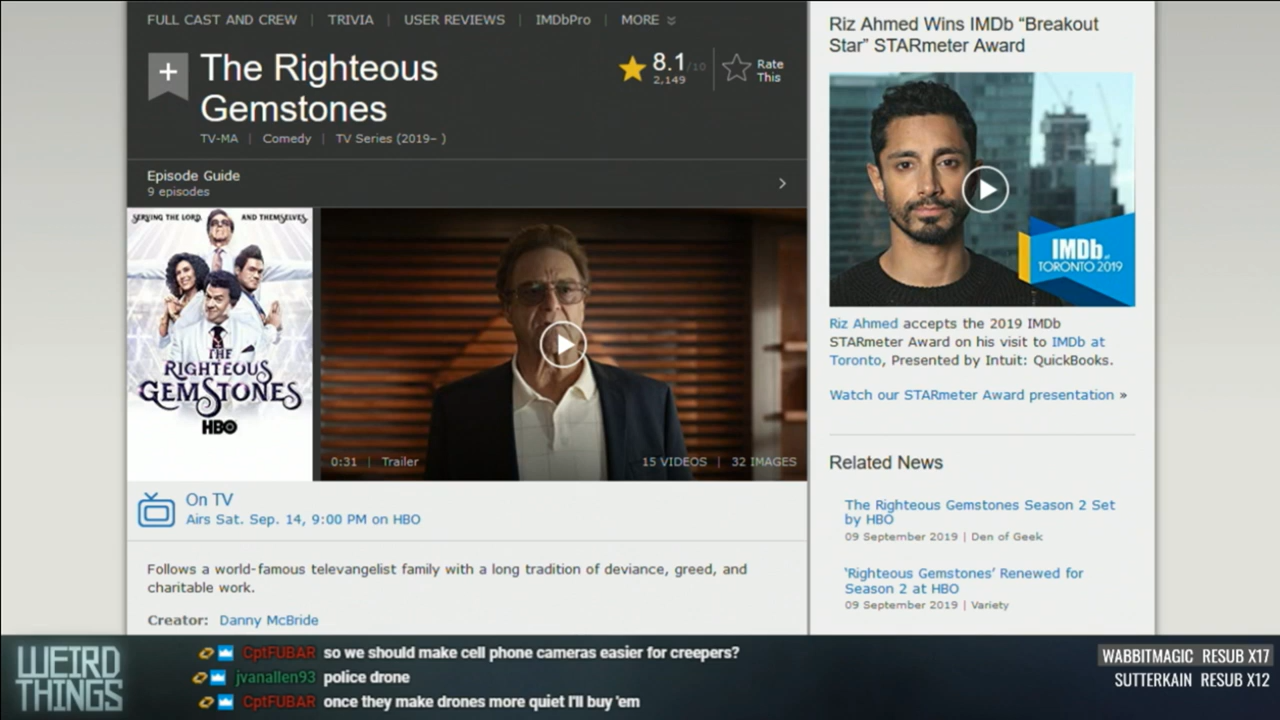 FULL CAST AND CREW | TRIVIA | USER REVIEWS | IMDbPro | MORE
The Righteous
Gemstones
8.1/10
2,149
Rate
This
TV-MA | Comedy | TV Series (2019– )
Episode Guide
9 episodes
SERVING THE LORD. AND THEMSELVES.
THE
RIGHTEOUS
GEMSTONES
HBO
0:31 | Trailer
15 VIDEOS | 32 IMAGES
On TV
Airs Sat. Sep. 14, 9:00 PM on HBO
Follows a world-famous televangelist family with a long tradition of deviance, greed, and
charitable work.
Creator: Danny McBride
Riz Ahmed Wins IMDb “Breakout
Star” STARmeter Award
IMDb at
TORONTO 2019
Riz Ahmed accepts the 2019 IMDb
STARmeter Award on his visit to IMDb at
Toronto, Presented by Intuit: QuickBooks.
Watch our STARmeter Award presentation »
Related News
The Righteous Gemstones Season 2 Set
by HBO
09 September 2019 | Den of Geek
‘Righteous Gemstones’ Renewed for
Season 2 at HBO
09 September 2019 | Variety
WEIRD
THINGS
CptFUBAR so we should make cell phone cameras easier for creepers?
jvanallen93 police drone
CptFUBAR once they make drones more quiet I'll buy 'em
WABBITMAGIC RESUB X17
SUTTERKAIN RESUB X12